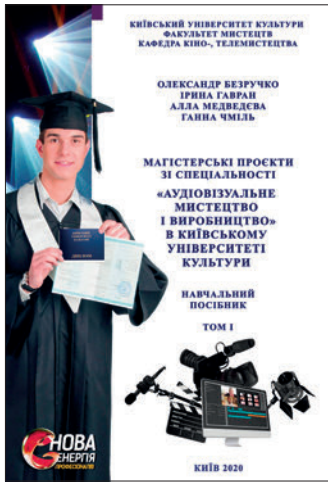 КИЇВСЬКИЙ УНІВЕРСИТЕТ КУЛЬТУРИ
ФАКУЛЬТЕТ МИСТЕЦТВ
КАФЕДРА КІНО-, ТЕЛЕМИСТЕЦТВА
ОЛЕКСАНДР БЕЗРУЧКО
ІРИНА ГАВРАН
АЛЛА МЕДВЕДЄВА
ГАННА ЧМІЛЬ
МАГІСТЕРСЬКІ ПРОЄКТИ
ЗІ СПЕЦІАЛЬНОСТІ
«АУДІОВІЗУАЛЬНЕ
МИСТЕЦТВО
І ВИРОБНИЦТВО»
В КИЇВСЬКОМУ
УНІВЕРСИТЕТІ
КУЛЬТУРИ
НАВЧАЛЬНИЙ
ПОСІБНИК
ТОМ І
НОВА
ЕНЕРГІЯ
ПРОФЕСІОНАЛІВ
КИЇВ 2020